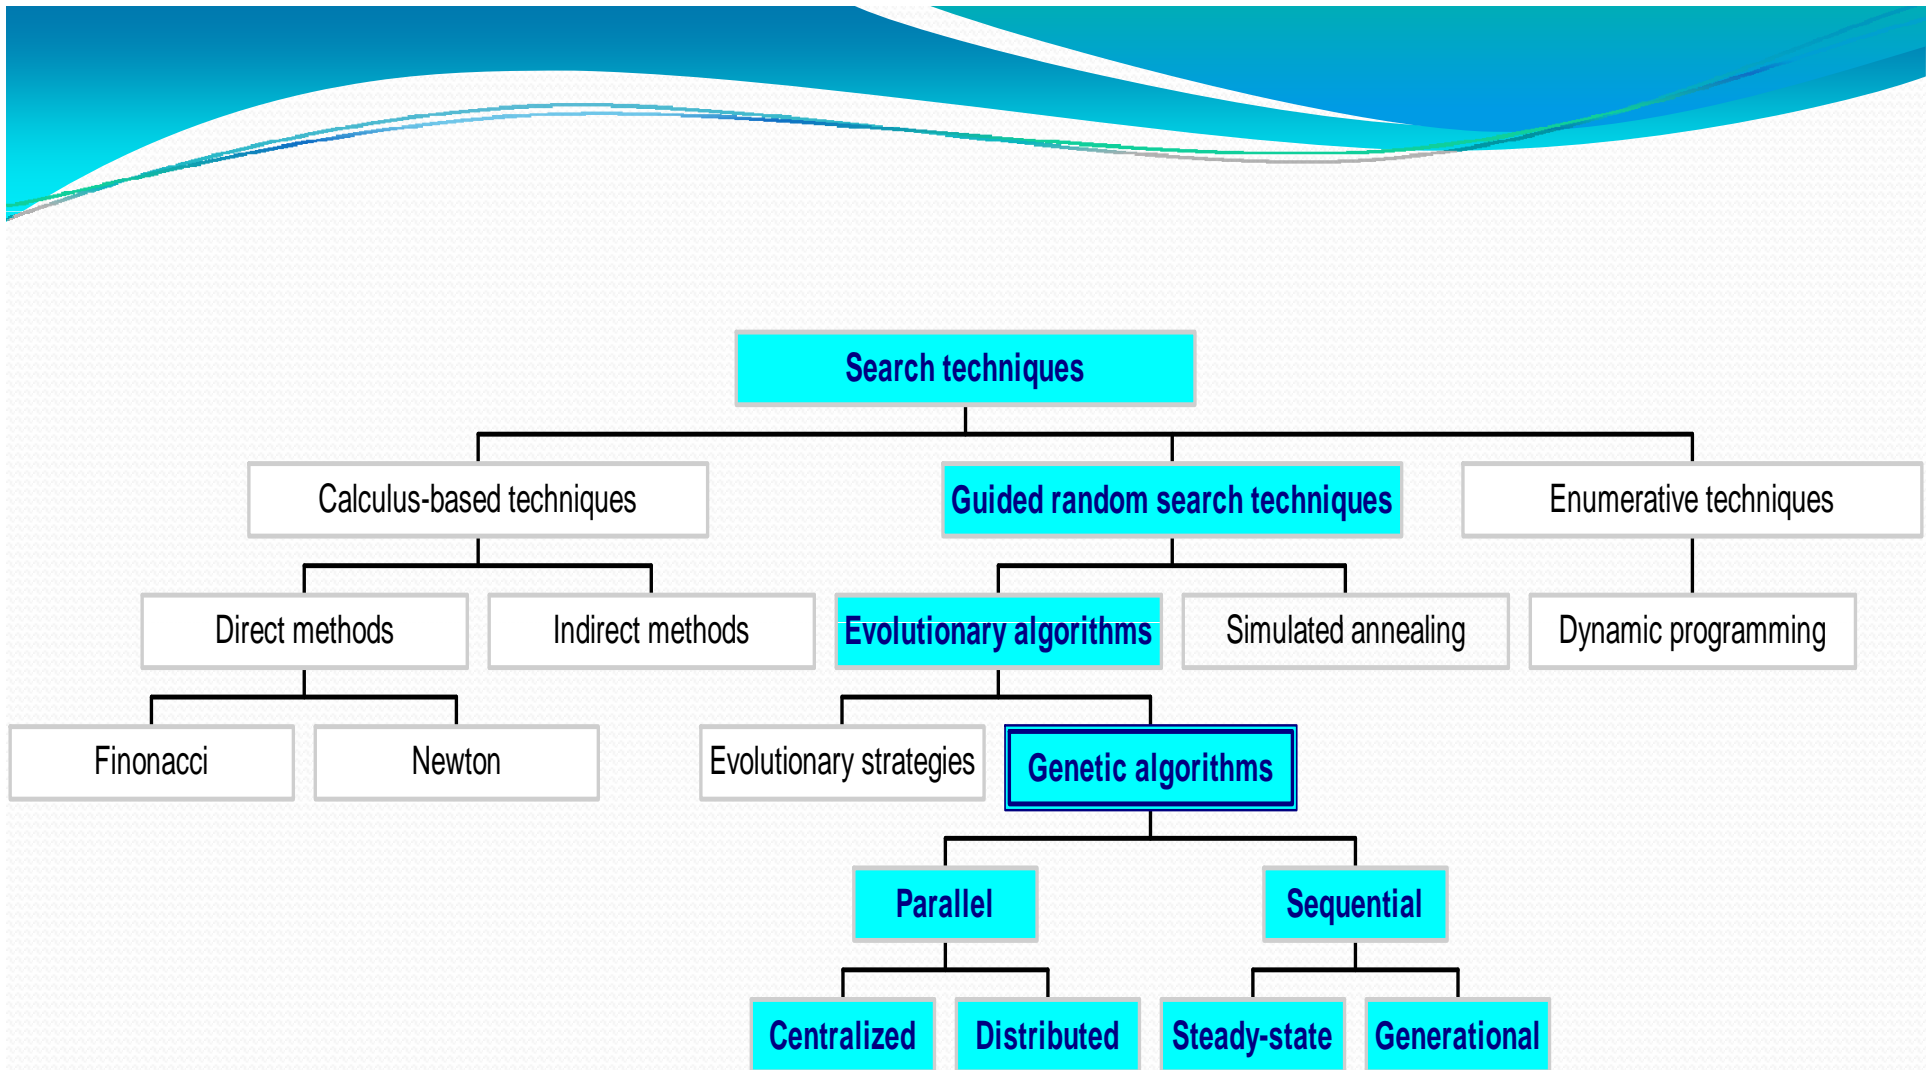 Search techniques
Calculus-based techniques
Guided random search techniques
Enumerative techniques
Direct methods
Indirect methods
Evolutionary algorithms
Simulated annealing
Dynamic programming
Finonacci
Newton
Evolutionary strategies
Genetic algorithms
Parallel
Sequential
Centralized
Distributed
Steady-state
Generational